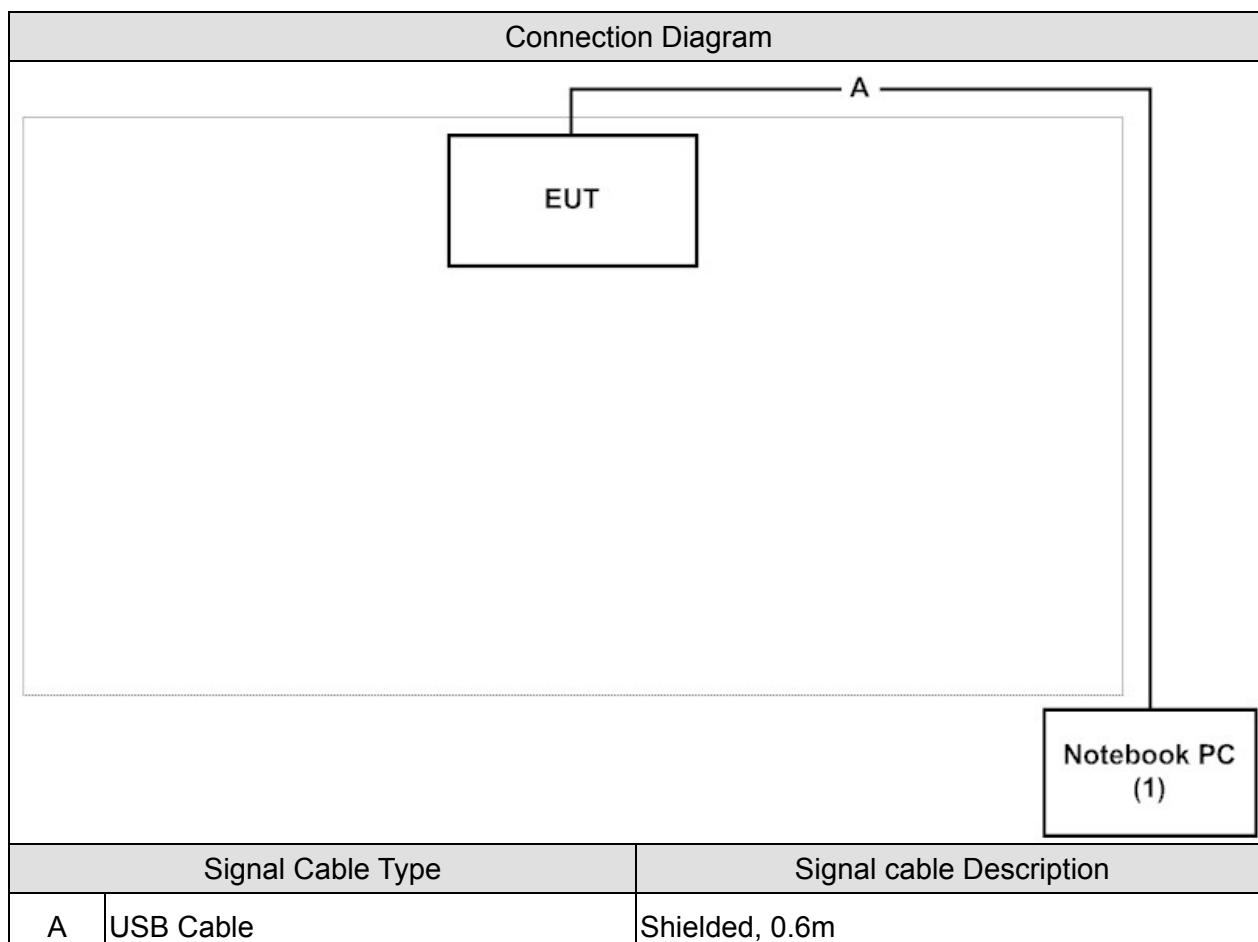 Connection Diagram
A
EUT
Notebook PC
(1)
Signal Cable Type Signal cable Description
A USB Cable Shielded, 0.6m